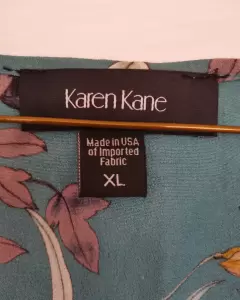 Karen Kane
Made in USA
of Imported
Fabric
XL